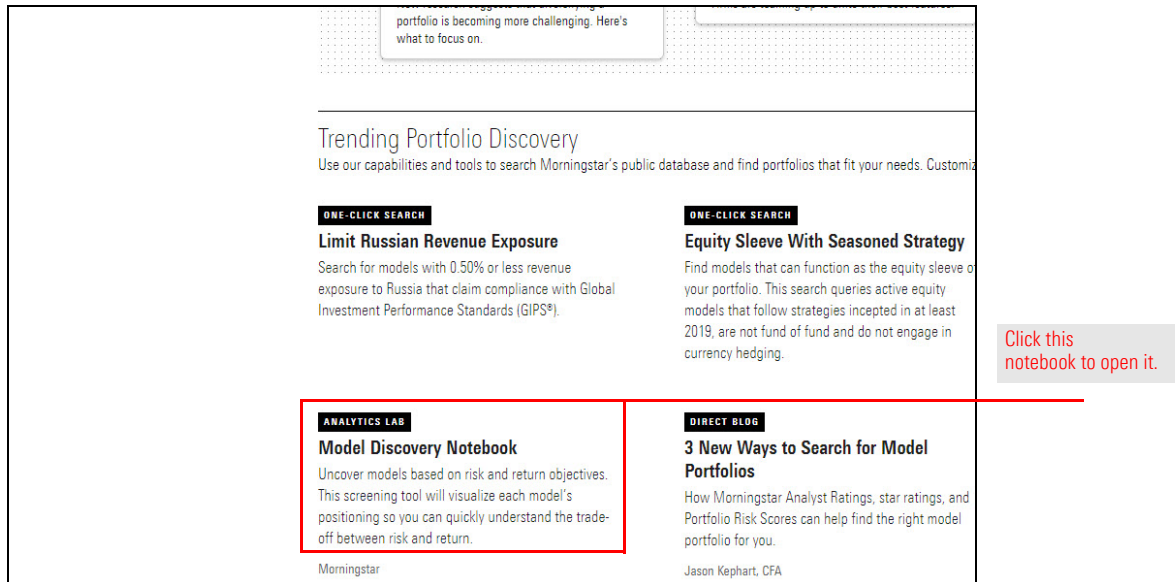 portfolio is becoming more challenging. Here's
what to focus on.
Trending Portfolio Discovery
Use our capabilities and tools to search Morningstar's public database and find portfolios that fit your needs.
ONE-CLICK SEARCH
Limit Russian Revenue Exposure
Search for models with 0.50% or less revenue
exposure to Russia that claim compliance with Global
Investment Performance Standards (GIPS®).
ONE-CLICK SEARCH
Equity Sleeve With Seasoned Strategy
Find models that can function as the equity sleeve of
your portfolio. This search queries active equity
models that follow strategies incepted in at least
2019, are not fund of fund and do not engage in
currency hedging.
Click this
notebook to open it.
ANALYTICS LAB
Model Discovery Notebook
Uncover models based on risk and return objectives.
This screening tool will visualize each model's
positioning so you can quickly understand the trade-
off between risk and return.
Morningstar
DIRECT BLOG
3 New Ways to Search for Model
Portfolios
How Morningstar Analyst Ratings, star ratings, and
Portfolio Risk Scores can help find the right model
portfolio for you.
Jason Kephart, CFA